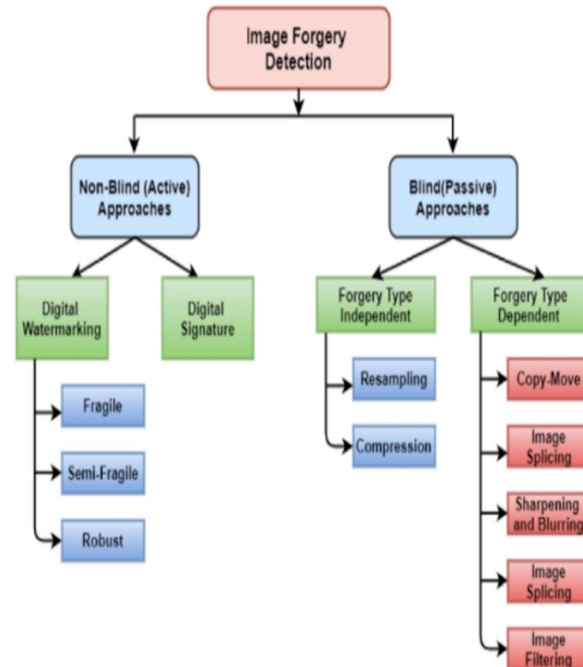 Image Forgery
Detection
Non-Blind (Active)
Approaches
Blind(Passive)
Approaches
Digital
Watermarking
Digital
Signature
Forgery Type
Independent
Forgery Type
Dependent
Fragile
Semi-Fragile
Robust
Resampling
Compression
Copy-Move
Image
Splicing
Sharpening
and Blurring
Image
Splicing
Image
Filtering